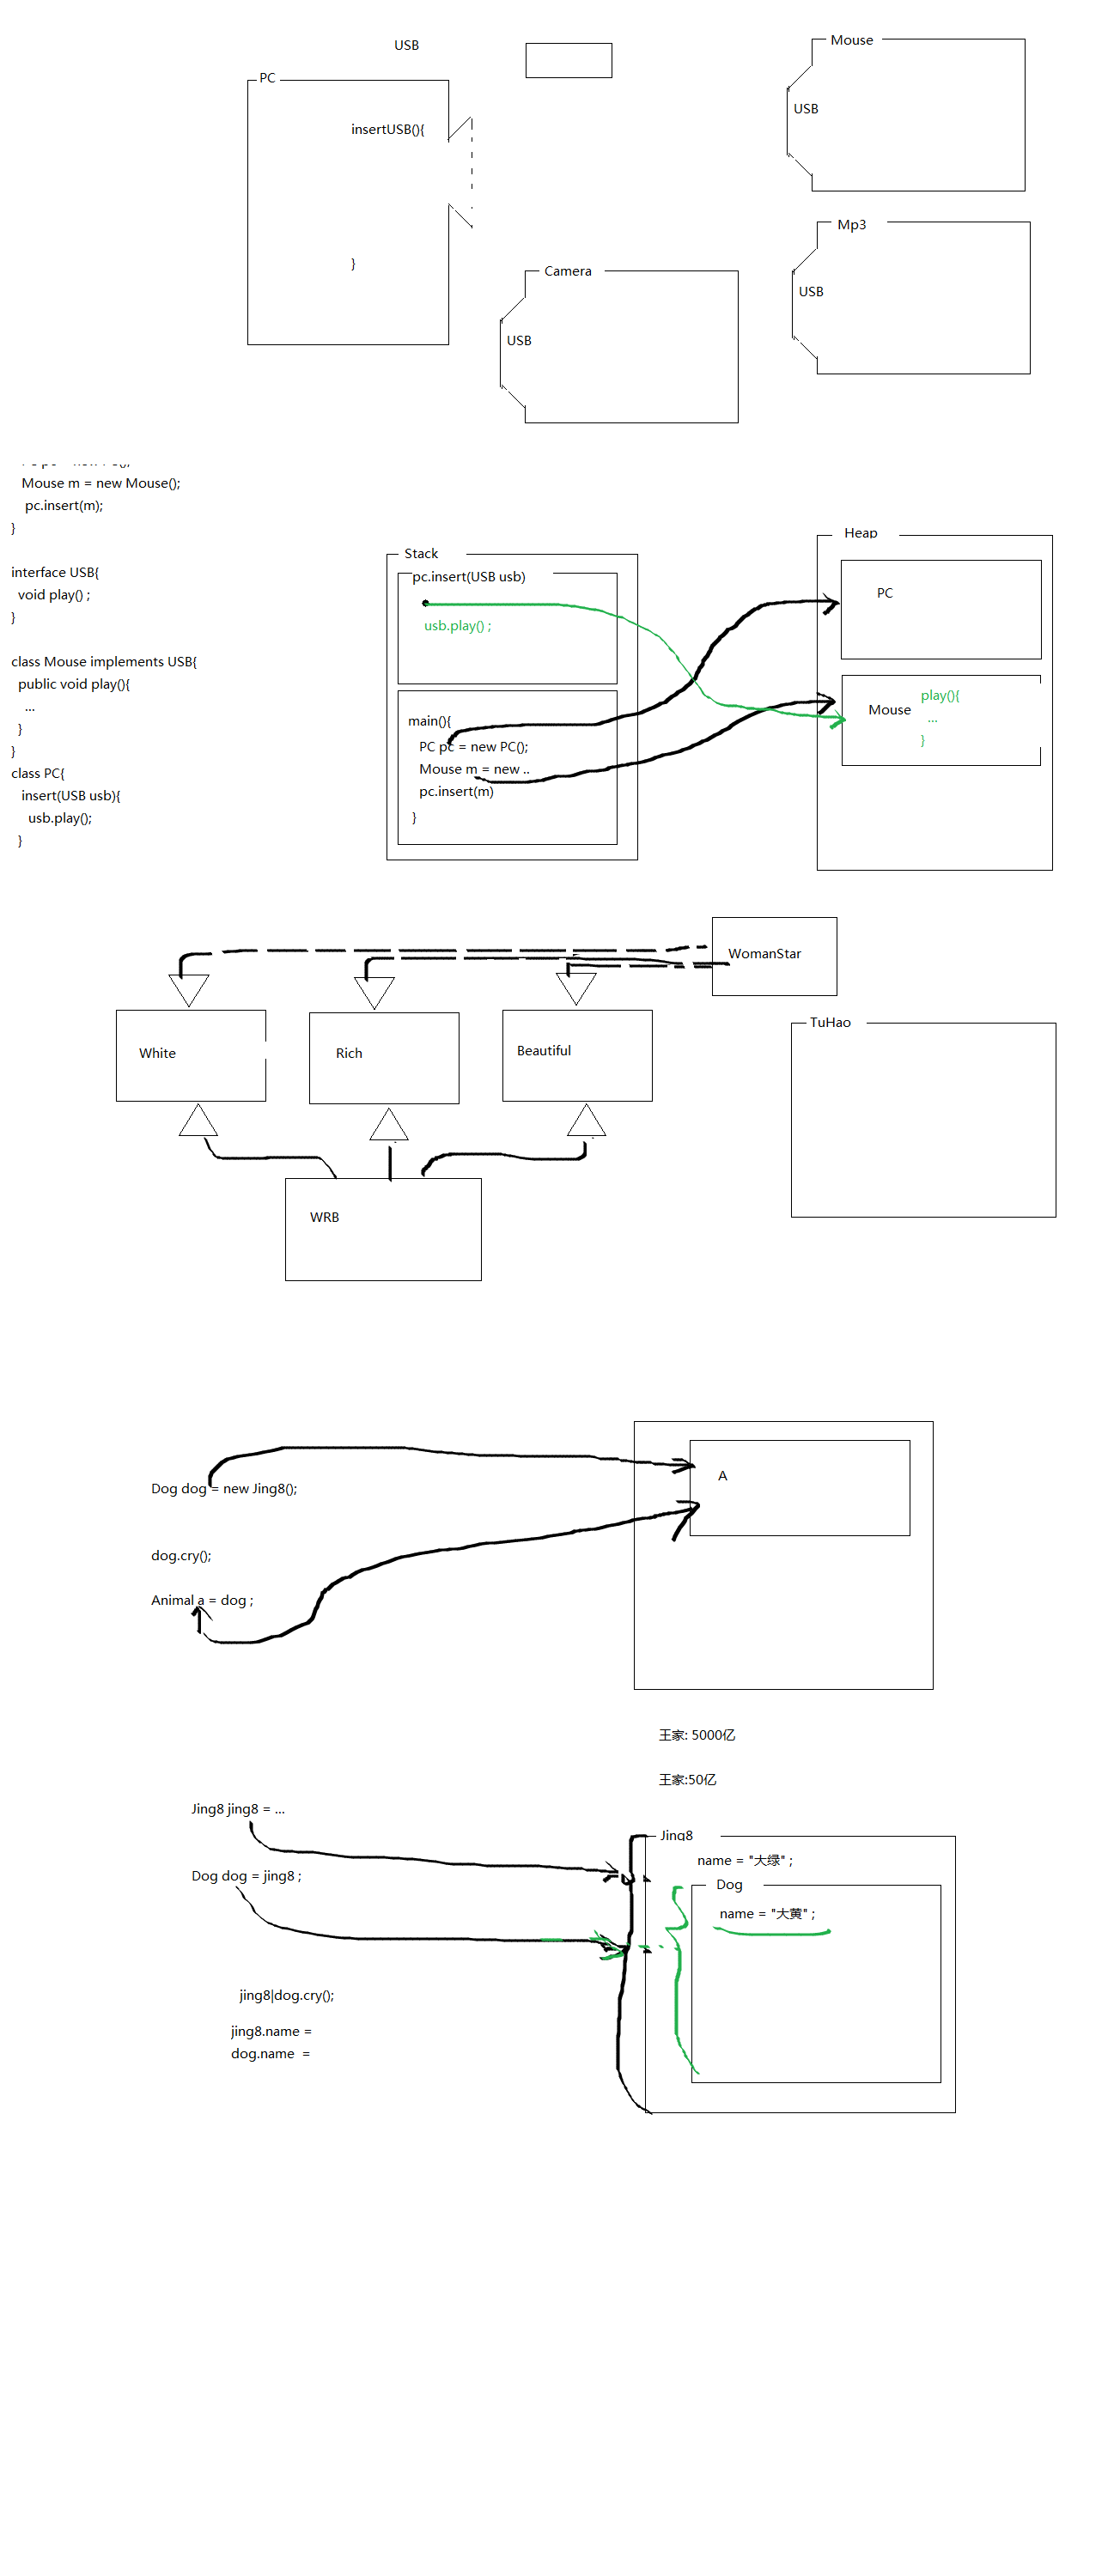 USB
PC
insertUSB(){
}
Mouse
USB
Mp3
USB
Camera
USB
PC pc = new PC();
Mouse m = new Mouse();
pc.insert(m);
}
interface USB{
void play() ;
}
class Mouse implements USB{
public void play(){
...
}
}
class PC{
insert(USB usb){
usb.play();
}
Stack
pc.insert(USB usb)
usb.play() ;
main(){
PC pc = new PC();
Mouse m = new ..
pc.insert(m)
}
Heap
PC
Mouse
play(){
...
}
WomanStar
White
Rich
Beautiful
TuHao
WRB
Dog dog = new Jing8();
dog.cry();
Animal a = dog ;
A
王家: 5000亿
王家:50亿
Jing8 jing8 = ...
Dog dog = jing8 ;
jing8|dog.cry();
jing8.name =
dog.name  =
Jing8
name = "大绿" ;
Dog
name = "大黄" ;